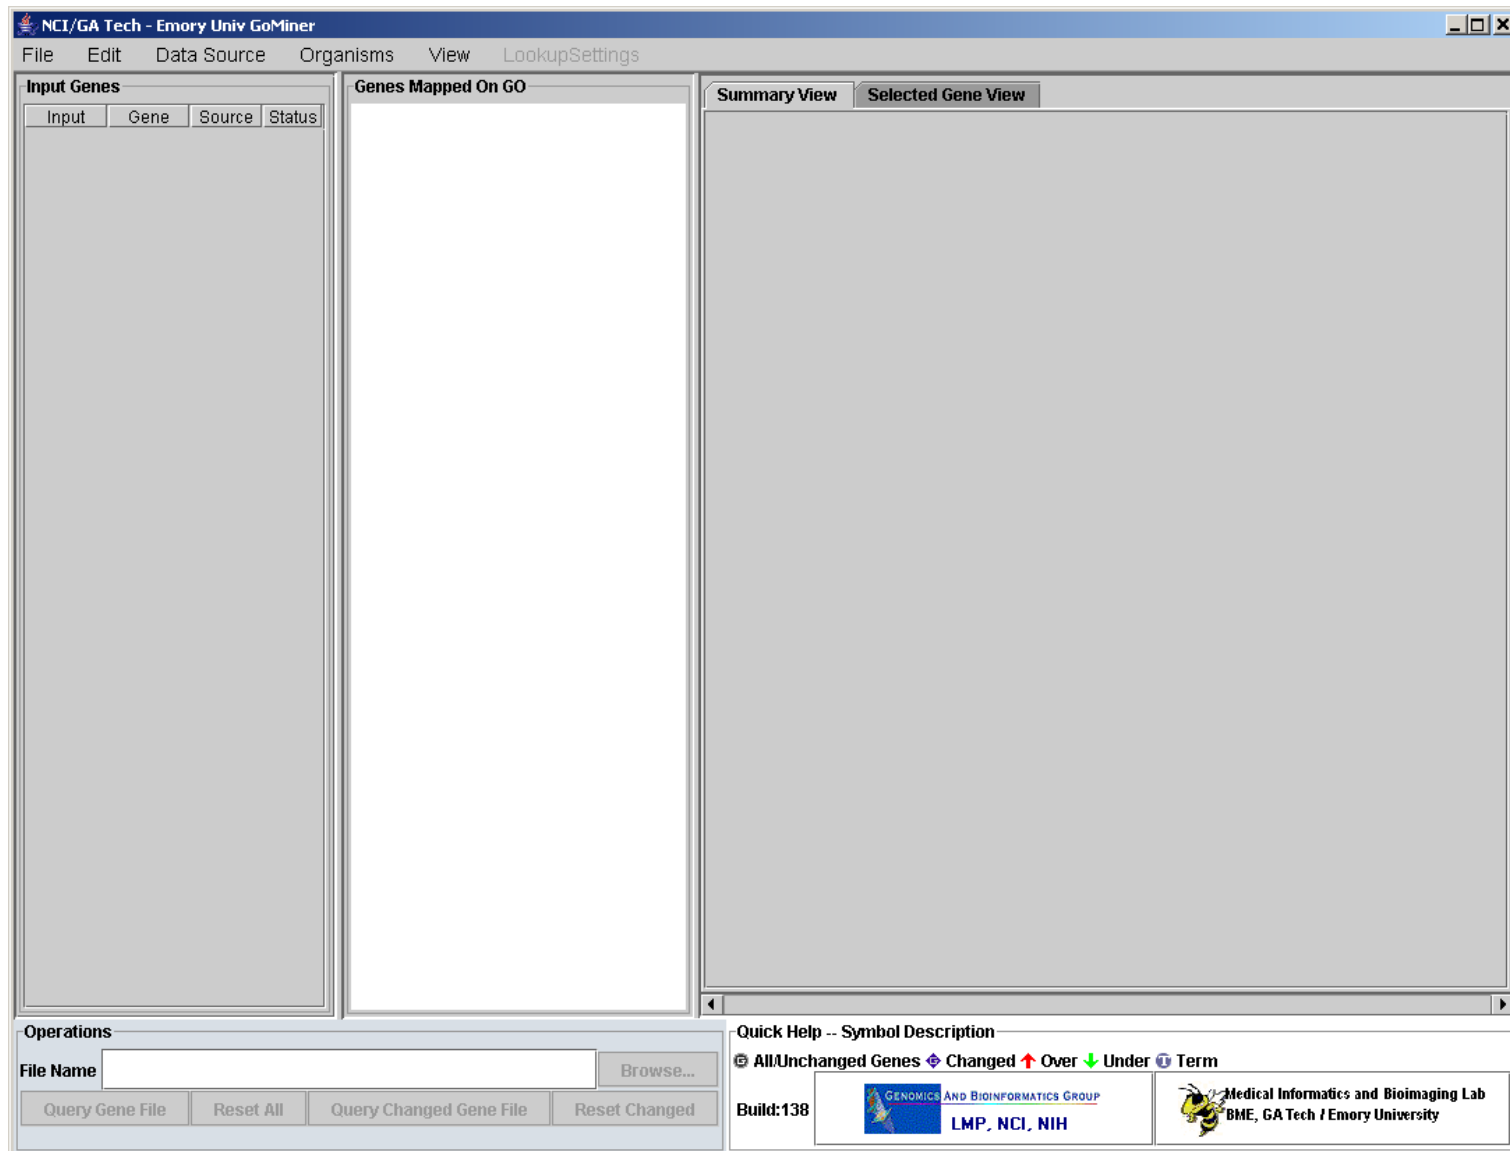 NCI/GA Tech - Emory Univ GoMiner
File Edit Data Source Organisms View LookupSettings
Input Genes
Input Gene Source Status
Genes Mapped On GO
Summary View Selected Gene View
Operations
File Name Browse...
Query Gene File Reset All Query Changed Gene File Reset Changed
Quick Help -- Symbol Description
G All/Unchanged Genes G Changed Over Under T Term
Build:138
GENOMICS AND BIOINFORMATICS GROUP
LMP, NCI, NIH
Medical Informatics and Bioimaging Lab
BME, GA Tech / Emory University